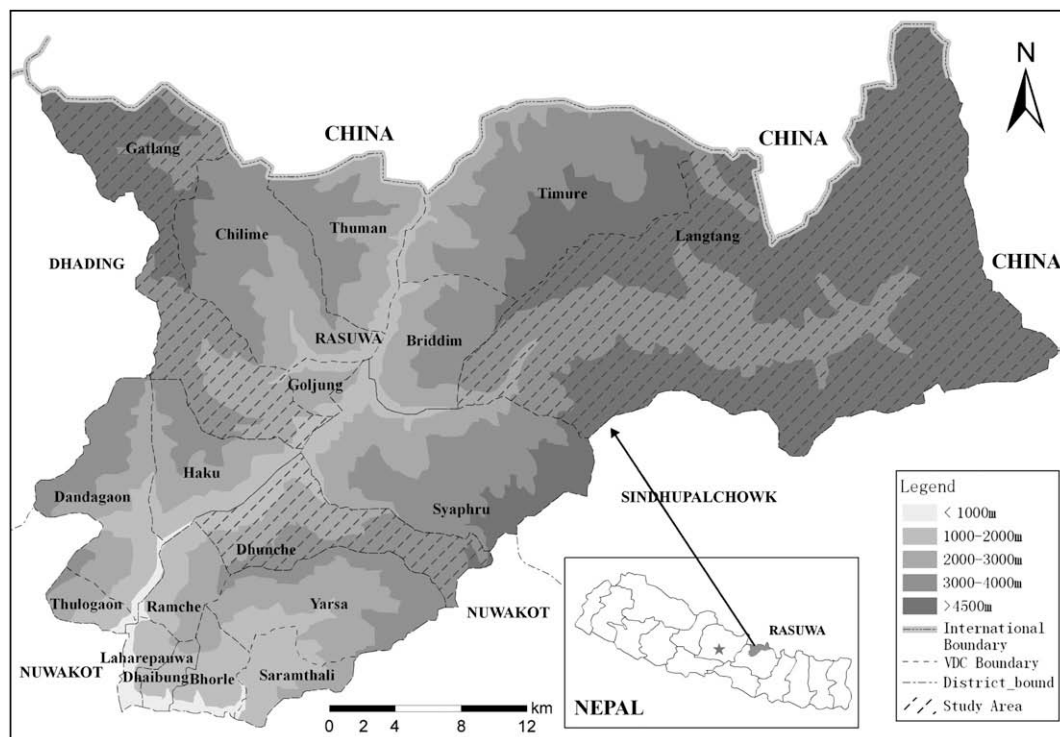 N
CHINA
CHINA
Gatlang
Timure
Thuman
Chilime
Langtang
DHADING
CHINA
RASUWA
Briddim
Goljung
Haku
Dandagaon
SINDHUPALCHOWK
Syaphru
Dhunche
Thulogaon
Ramche
Yarsa
NUWAKOT
Laharepauwa
NUWAKOT
Dhaibung
Bhorle
Saramthali
km
0 2 4 8 12
RASUWA
NEPAL
Legend
< 1000m
1000-2000m
2000-3000m
3000-4000m
>4500m
International
Boundary
VDC Boundary
District_bound
Study Area